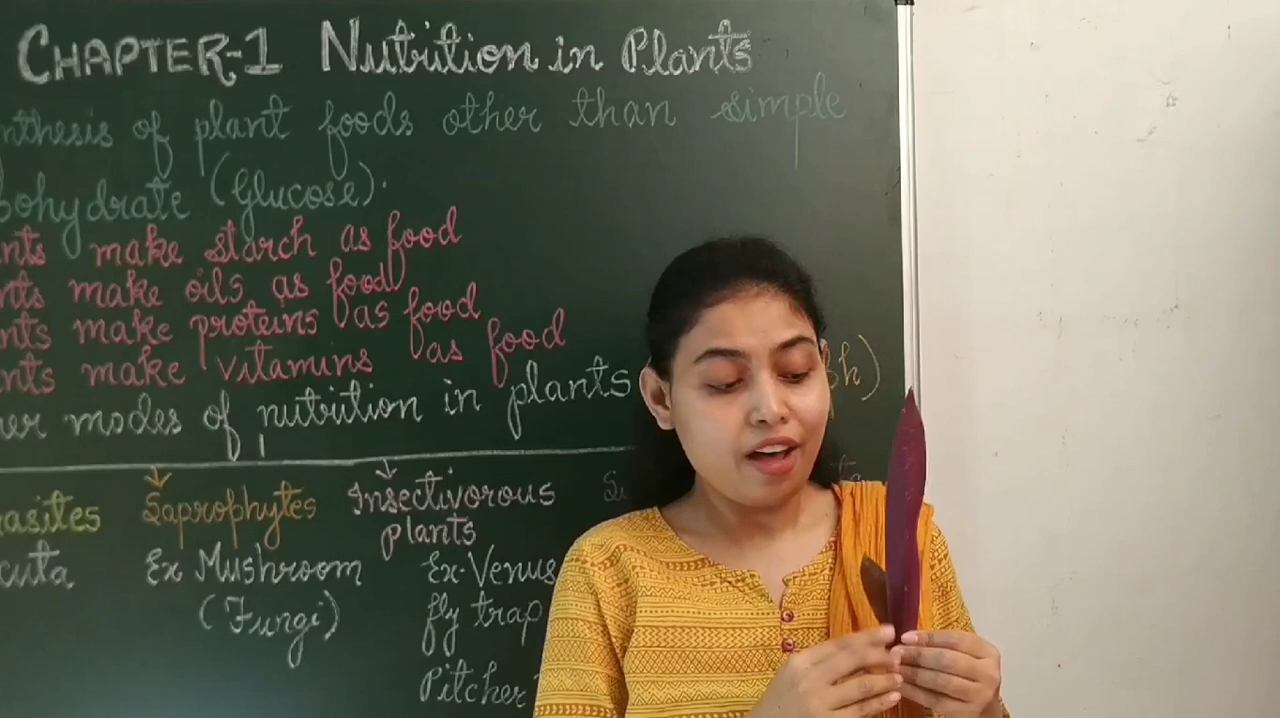 CHAPTER-1 Nutrition in Plants
nthesis of plant foods other than simple
bohydrate (Glucose).
nts make starch as food
nts make oils as food
nts make proteins as food
nts make vitamins as food
her modes of nutrition in plants
rasites Saprophytes Insectivorous plants
cuta Ex Mushroom (Fungi)
Ex. Venus fly trap
Pitcher